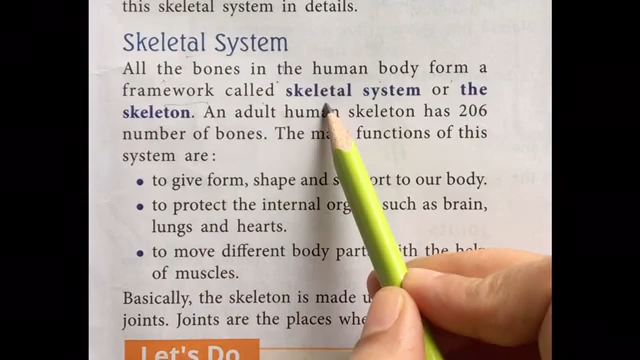 this skeletal system in details.
Skeletal System
All the bones in the human body form a
framework called skeletal system or the
skeleton. An adult human skeleton has 206
number of bones. The functions of this
system are :
• to give form, shape and support to our body.
• to protect the internal such as brain,
lungs and hearts.
• to move different body with the
of muscles.
Basically, the skeleton is made
joints. Joints are the places
Let's Do